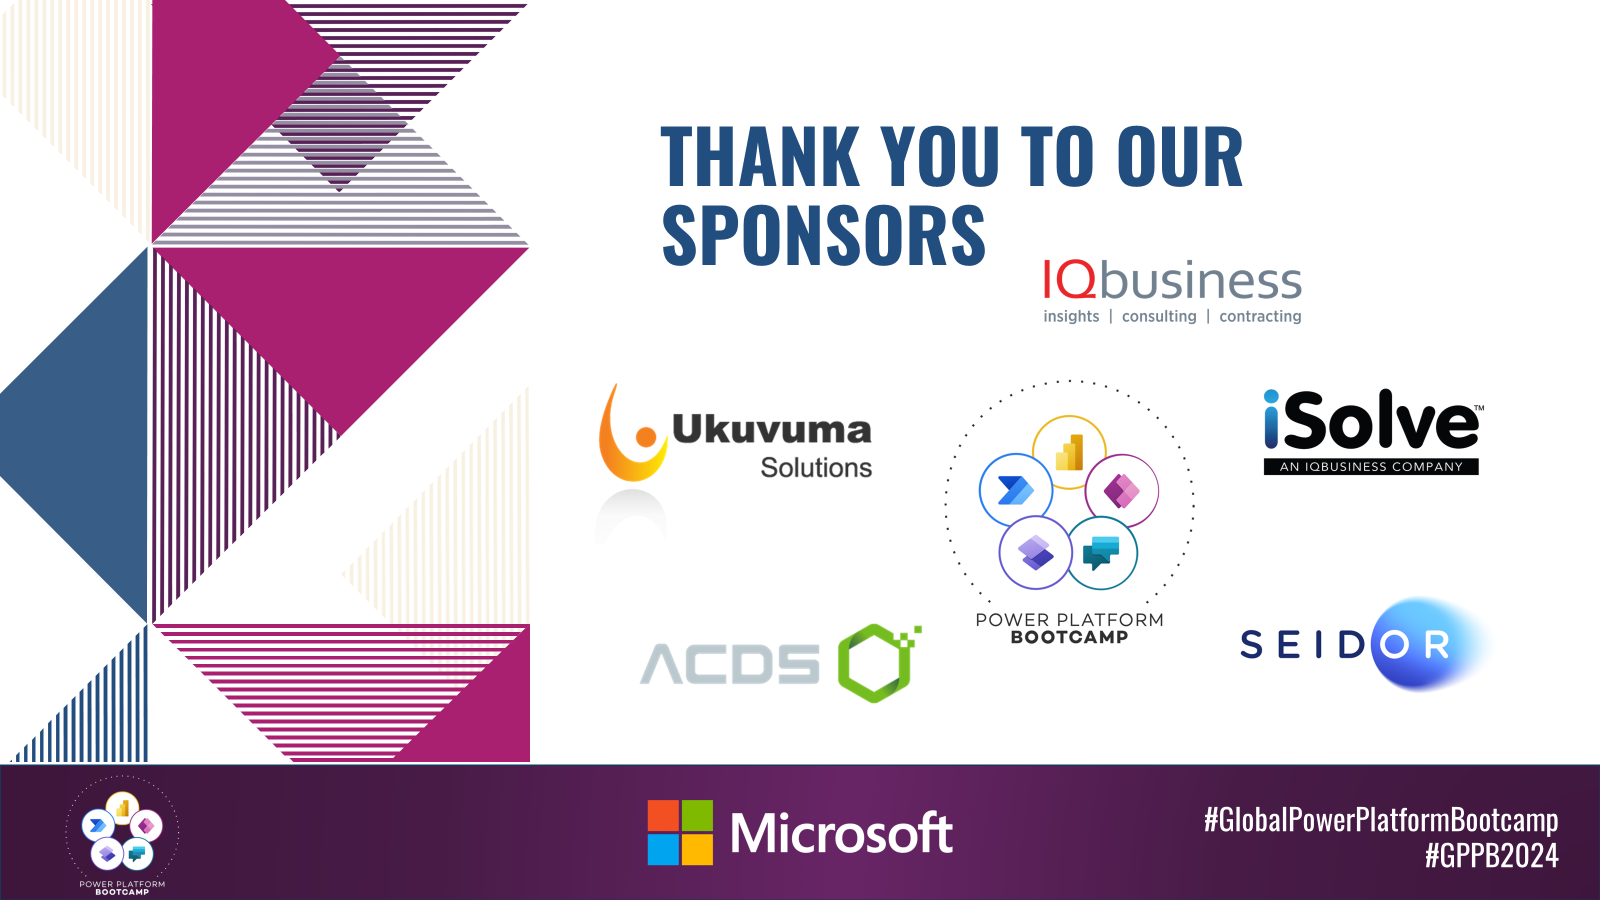 THANK YOU TO OUR
SPONSORS
IQbusiness
insights | consulting | contracting
Ukuvuma
Solutions
iSolve™
AN IQBUSINESS COMPANY
POWER PLATFORM
BOOTCAMP
ACDS
SEIDOR
POWER PLATFORM
BOOTCAMP
Microsoft
#GlobalPowerPlatformBootcamp
#GPPB2024